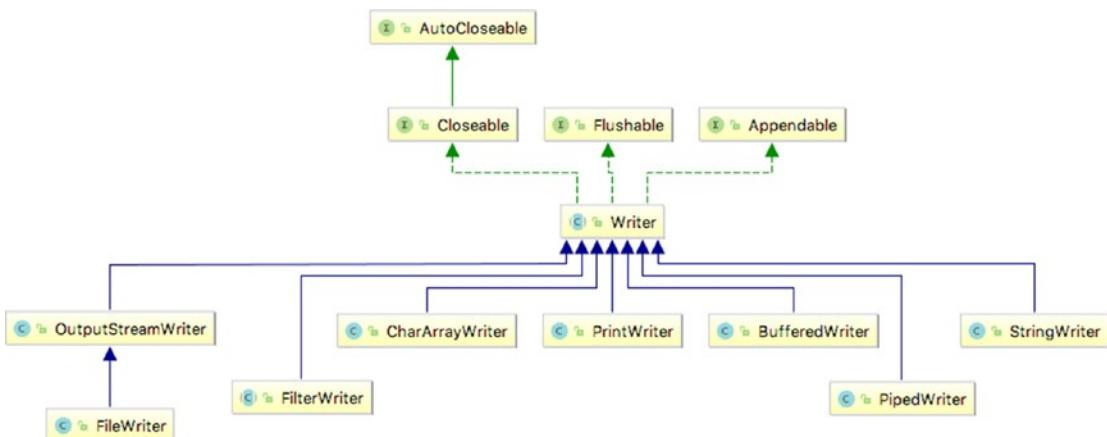 I AutoCloseable
I Closeable
I Flushable
I Appendable
C Writer
C OutputStreamWriter
C CharArrayWriter
C PrintWriter
C BufferedWriter
C StringWriter
C FilterWriter
C PipedWriter
C FileWriter